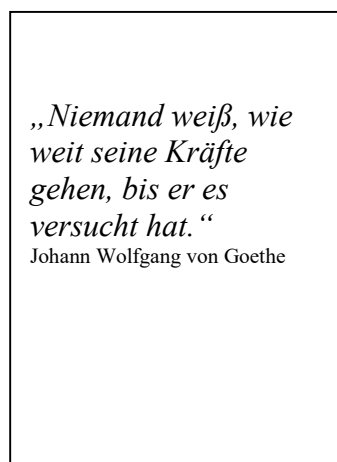 „Niemand weiß, wie
weit seine Kräfte
gehen, bis er es
versucht hat.“
Johann Wolfgang von Goethe